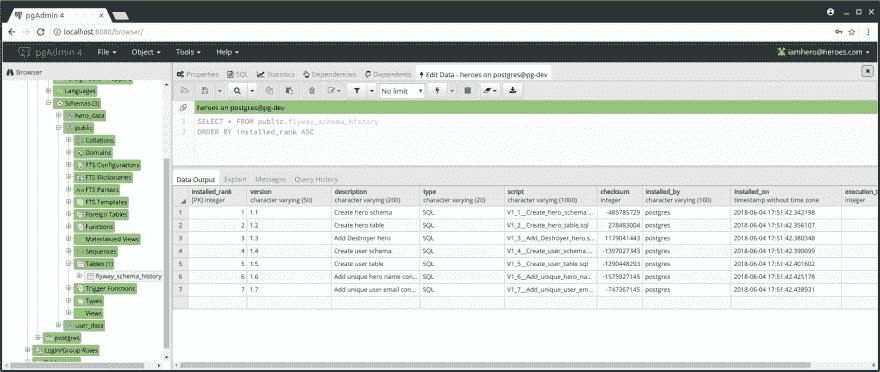 pgAdmin 4
localhost:8080/browser/
pgAdmin 4 File Object Tools Help iamhero@heroes.com
Browser
Properties SQL Statistics Dependencies Dependents Edit Data - heroes on postgres@pg-dev
No limit
heroes on postgres@pg-dev
1 SELECT * FROM public.flyway_schema_history
2 ORDER BY installed_rank ASC
Languages
Schemas (3)
hero_data
public
Collations
Domains
FTS Configurations
FTS Dictionaries
FTS Parsers
FTS Templates
Foreign Tables
Functions
Materialized Views
Sequences
Tables (1)
flyway_schema_history
Trigger Functions
Types
Views
user_data
postgres
Login/Group Roles
Data Output Explain Messages Query History
installed_rank version description type script checksum installed_by installed_on execution_t
[PK] integer character varying (50) character varying (200) character varying (20) character varying (1000) integer character varying (100) timestamp without time zone integer
1 1 1.1 Create hero schema SQL V1_1__Create_hero_schema.... -485785729 postgres 2018-06-04 17:51:42.342198
2 2 1.2 Create hero table SQL V1_2__Create_hero_table.sql 278483004 postgres 2018-06-04 17:51:42.356107
3 3 1.3 Add Destroyer hero SQL V1_3__Add_Destroyer_hero.s... 1179041443 postgres 2018-06-04 17:51:42.380348
4 4 1.4 Create user schema SQL V1_4__Create_user_schema.... -1397027343 postgres 2018-06-04 17:51:42.390099
5 5 1.5 Create user table SQL V1_5__Create_user_table.sql -1290448293 postgres 2018-06-04 17:51:42.401602
6 6 1.6 Add unique hero name con... SQL V1_6__Add_unique_hero_na... -1575927145 postgres 2018-06-04 17:51:42.425178
7 7 1.7 Add unique user email con... SQL V1_7__Add_unique_user_em... -747367145 postgres 2018-06-04 17:51:42.438931